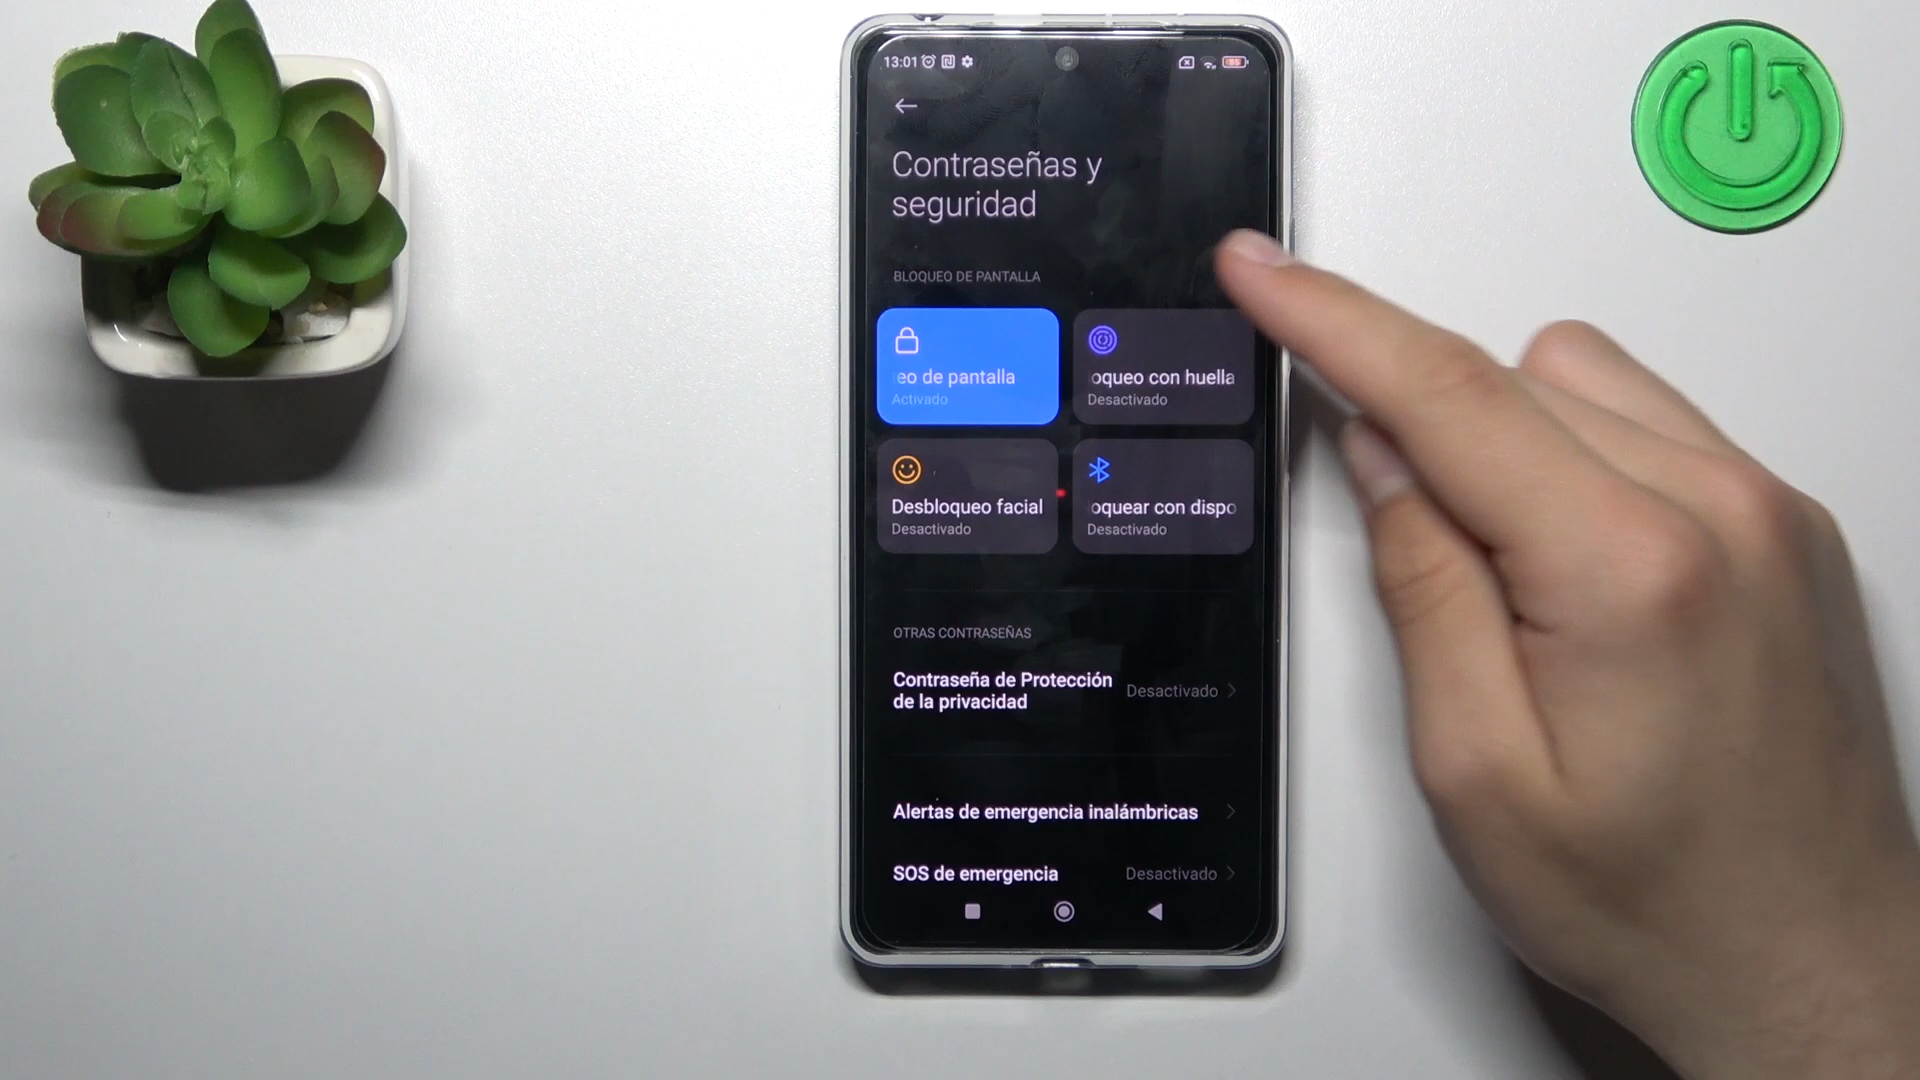 13:01
Contraseñas y
seguridad
BLOQUEO DE PANTALLA
eo de pantalla
Activado
oqueo con huella
Desactivado
Desbloqueo facial
Desactivado
oquear con dispo
Desactivado
OTRAS CONTRASEÑAS
Contraseña de Protección
de la privacidad
Desactivado
Alertas de emergencia inalámbricas
SOS de emergencia
Desactivado